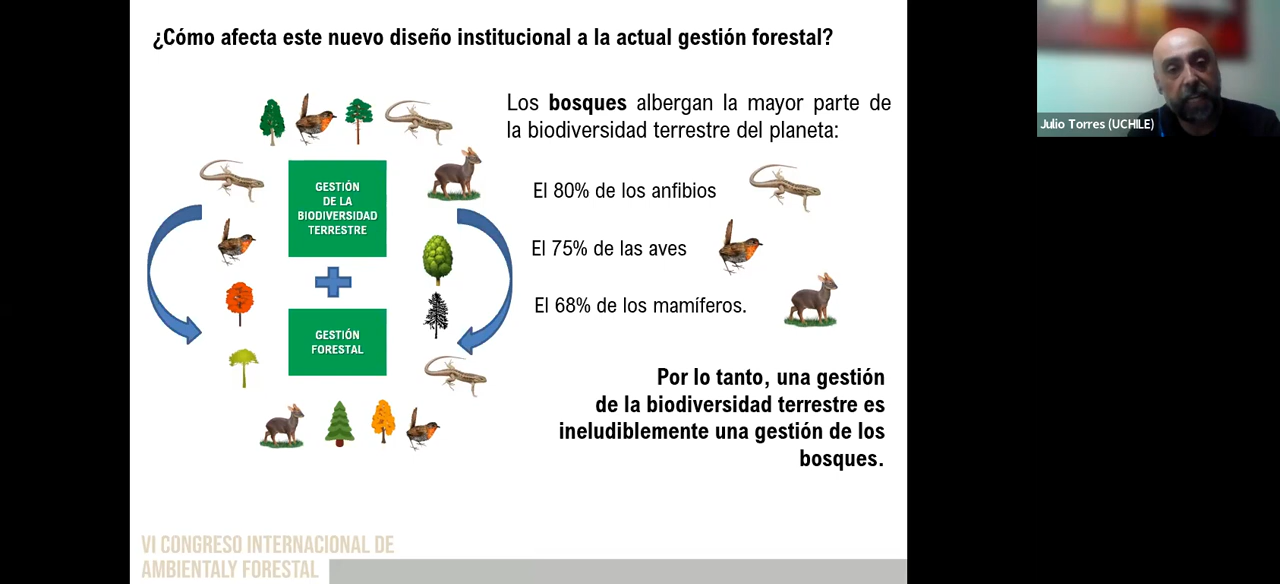 ¿Cómo afecta este nuevo diseño institucional a la actual gestión forestal?
GESTIÓN
DE LA
BIODIVERSIDAD
TERRESTRE
GESTIÓN
FORESTAL
Los bosques albergan la mayor parte de
la biodiversidad terrestre del planeta:
El 80% de los anfibios
El 75% de las aves
El 68% de los mamíferos.
Por lo tanto, una gestión
de la biodiversidad terrestre es
ineludiblemente una gestión de los
bosques.
VI CONGRESO INTERNACIONAL DE
AMBIENTALY FORESTAL
Julio Torres (UCHILE)